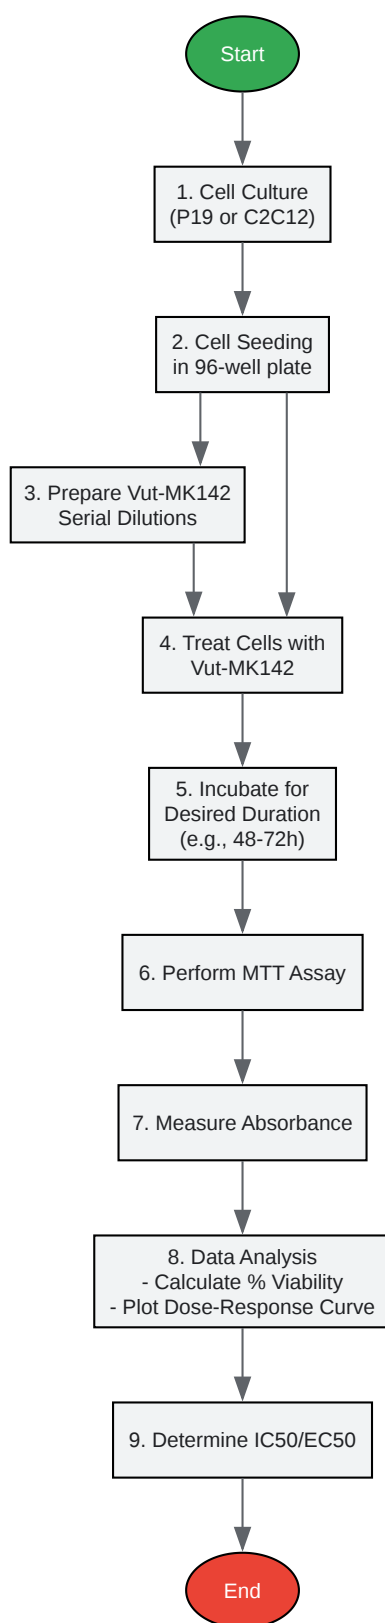 Start
1. Cell Culture
(P19 or C2C12)
2. Cell Seeding
in 96-well plate
3. Prepare Vut-MK142
Serial Dilutions
4. Treat Cells with
Vut-MK142
5. Incubate for
Desired Duration
(e.g., 48-72h)
6. Perform MTT Assay
7. Measure Absorbance
8. Data Analysis
- Calculate % Viability
- Plot Dose-Response Curve
9. Determine IC50/EC50
End